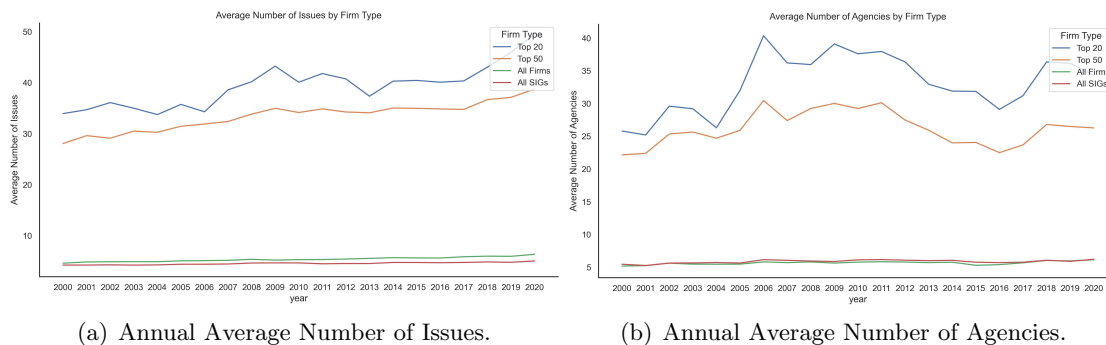 Average Number of Issues by Firm Type
Average Number of Issues
50
40
30
20
10
Firm Type
Top 20
Top 50
All Firms
All SIGs
2000 2001 2002 2003 2004 2005 2006 2007 2008 2009 2010 2011 2012 2013 2014 2015 2016 2017 2018 2019 2020
year
(a) Annual Average Number of Issues.
Average Number of Agencies by Firm Type
Average Number of Agencies
40
35
30
25
20
15
10
5
Firm Type
Top 20
Top 50
All Firms
All SIGs
2000 2001 2002 2003 2004 2005 2006 2007 2008 2009 2010 2011 2012 2013 2014 2015 2016 2017 2018 2019 2020
year
(b) Annual Average Number of Agencies.